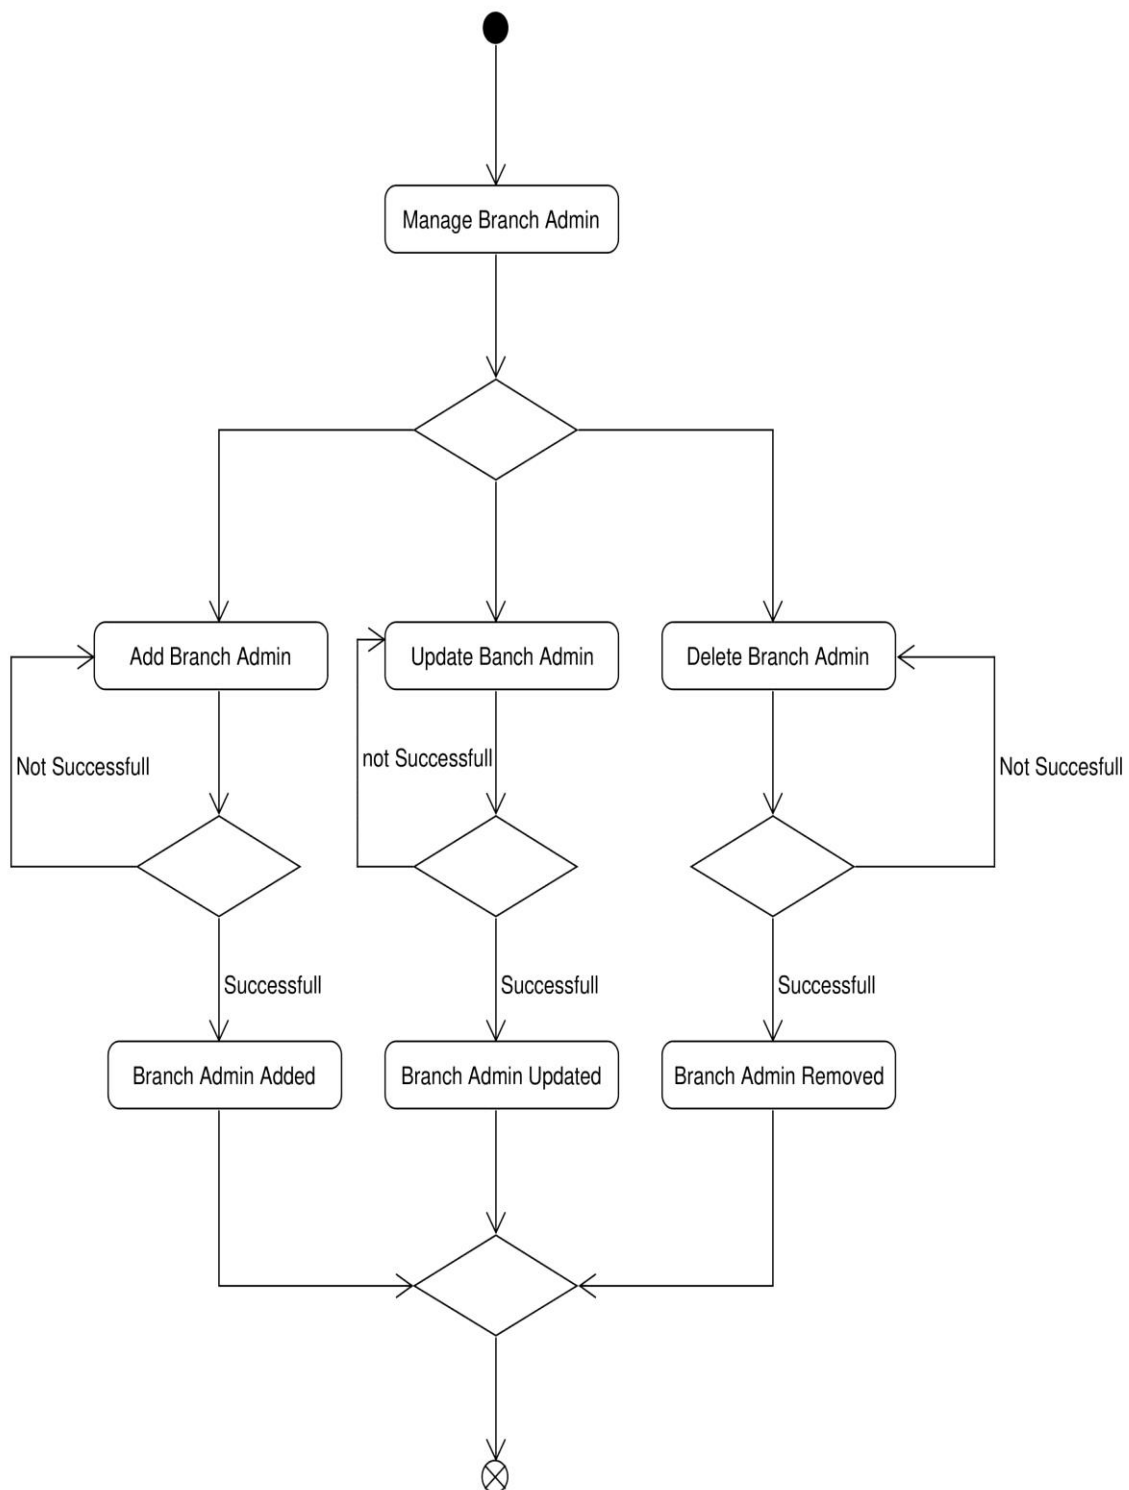 Manage Branch Admin
Add Branch Admin
Update Banch Admin
Delete Branch Admin
Not Successfull
not Successfull
Not Succesfull
Successfull
Successfull
Successfull
Branch Admin Added
Branch Admin Updated
Branch Admin Removed